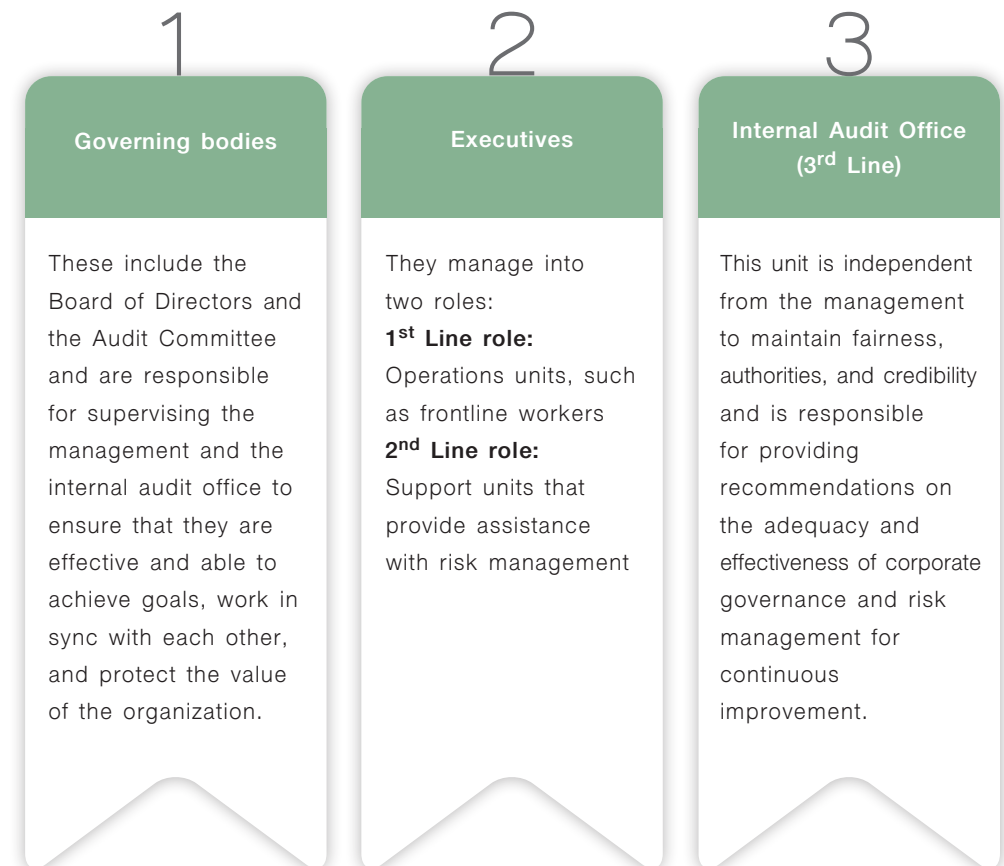 1
Governing bodies
These include the
Board of Directors and
the Audit Committee
and are responsible
for supervising the
management and the
internal audit office to
ensure that they are
effective and able to
achieve goals, work in
sync with each other,
and protect the value
of the organization.
2
Executives
They manage into
two roles:
1st Line role:
Operations units, such
as frontline workers
2nd Line role:
Support units that
provide assistance
with risk management
3
Internal Audit Office
(3rd Line)
This unit is independent
from the management
to maintain fairness,
authorities, and credibility
and is responsible
for providing
recommendations on
the adequacy and
effectiveness of corporate
governance and risk
management for
continuous
improvement.